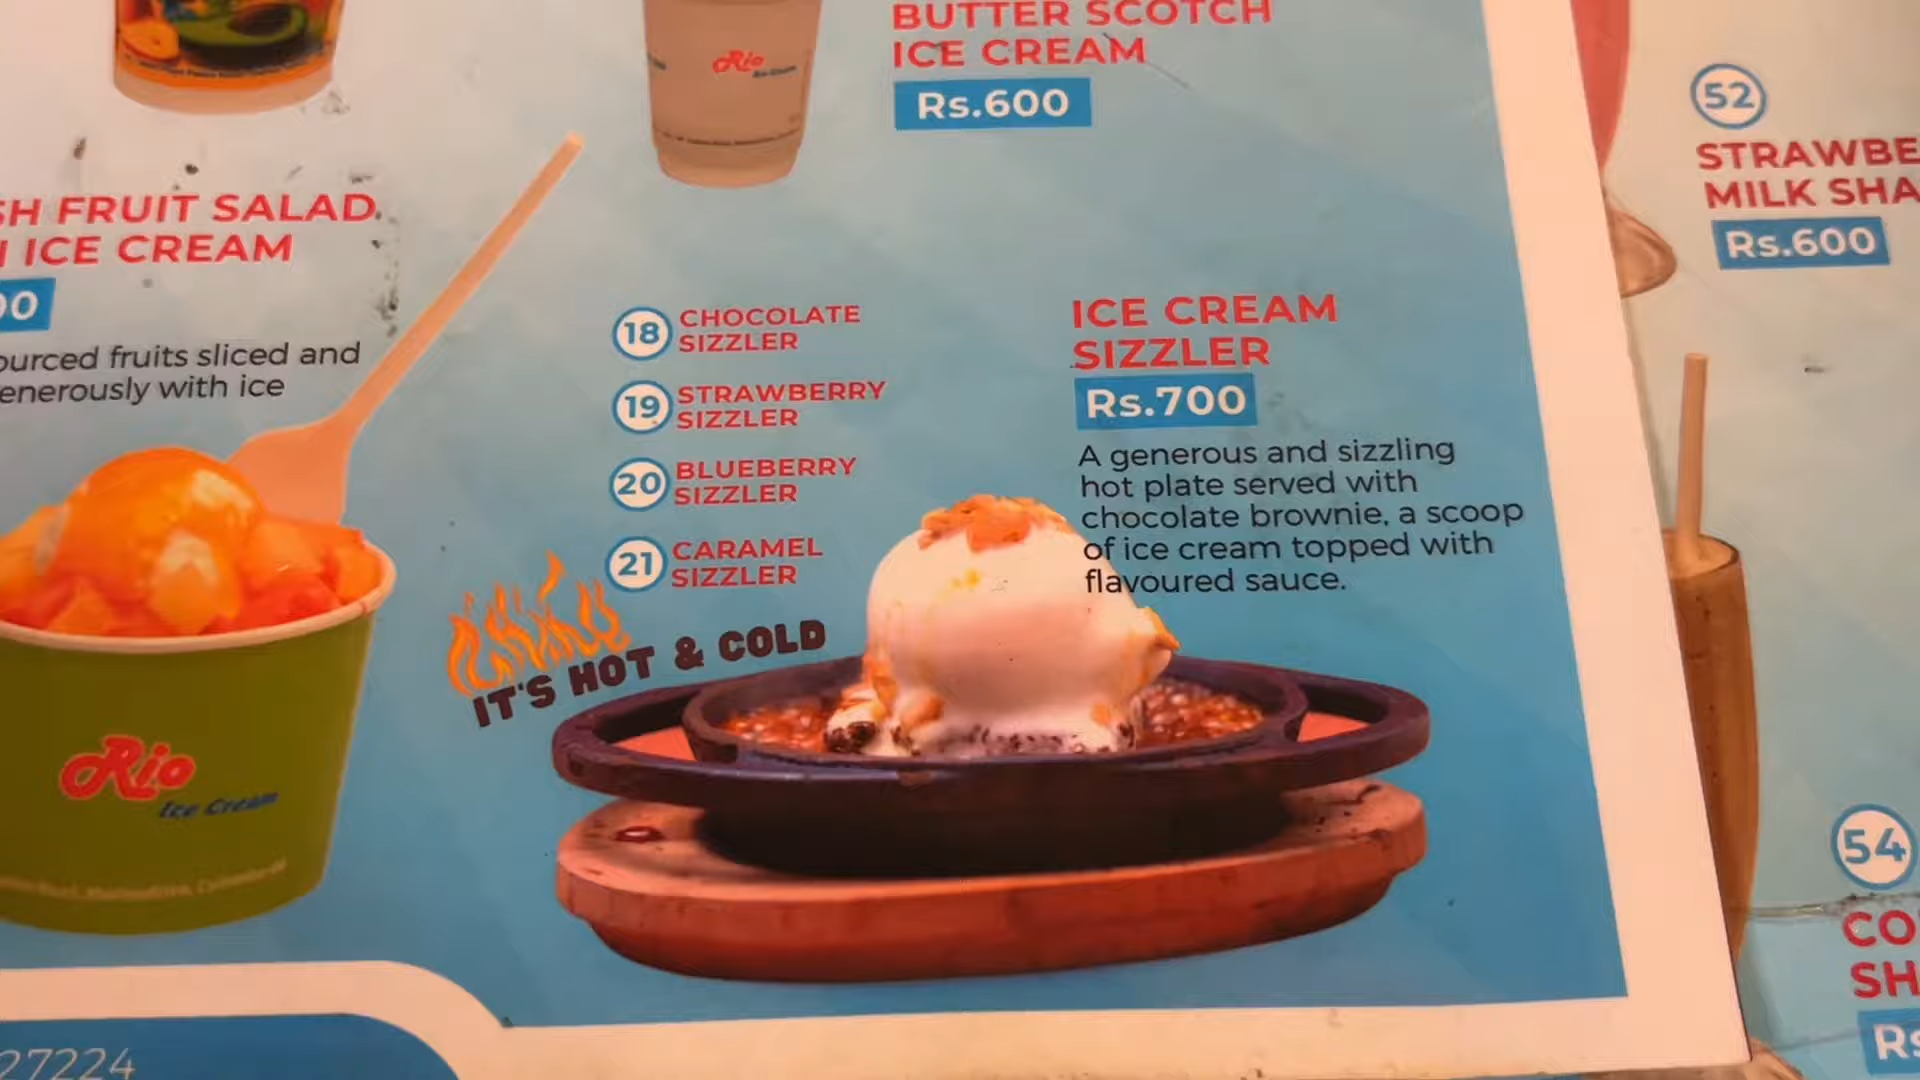 BUTTER SCOTCH
ICE CREAM
Rs.600
Rio
FRUIT SALAD
ICE CREAM
fruits sliced and
with ice
18 CHOCOLATE
SIZZLER
19 STRAWBERRY
SIZZLER
20 BLUEBERRY
SIZZLER
21 CARAMEL
SIZZLER
IT'S HOT & COLD
ICE CREAM
SIZZLER
Rs.700
A generous and sizzling
hot plate served with
chocolate brownie, a scoop
of ice cream topped with
flavoured sauce.
Rio
Ice Cream
27224
52
STRAWBE
MILK SHA
Rs.600
54
CO
SH
Rs